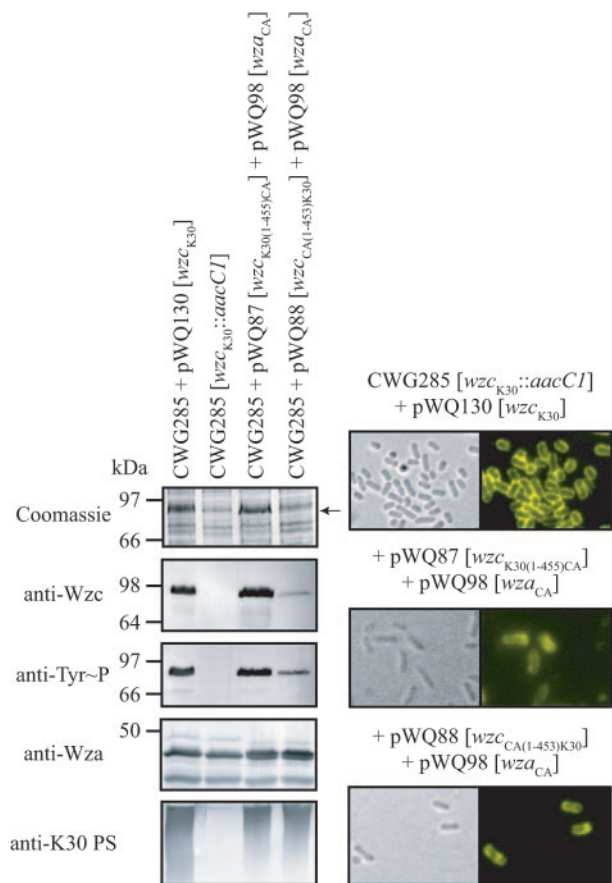 CWG285 + pWQ130 [wzcK30]
CWG285 [wzcK30::aacC1]
CWG285 + pWQ87 [wzcK30(1-455)CA] + pWQ98 [wzaCA]
CWG285 + pWQ88 [wzcCA(1-453)K30] + pWQ98 [wzaCA]
kDa
Coomassie
97
66
anti-Wzc
98
64
anti-Tyr~P
97
66
anti-Wza
50
anti-K30 PS
CWG285 [wzcK30::aacC1]
+ pWQ130 [wzcK30]
+ pWQ87 [wzcK30(1-455)CA]
+ pWQ98 [wzaCA]
+ pWQ88 [wzcCA(1-453)K30]
+ pWQ98 [wzaCA]